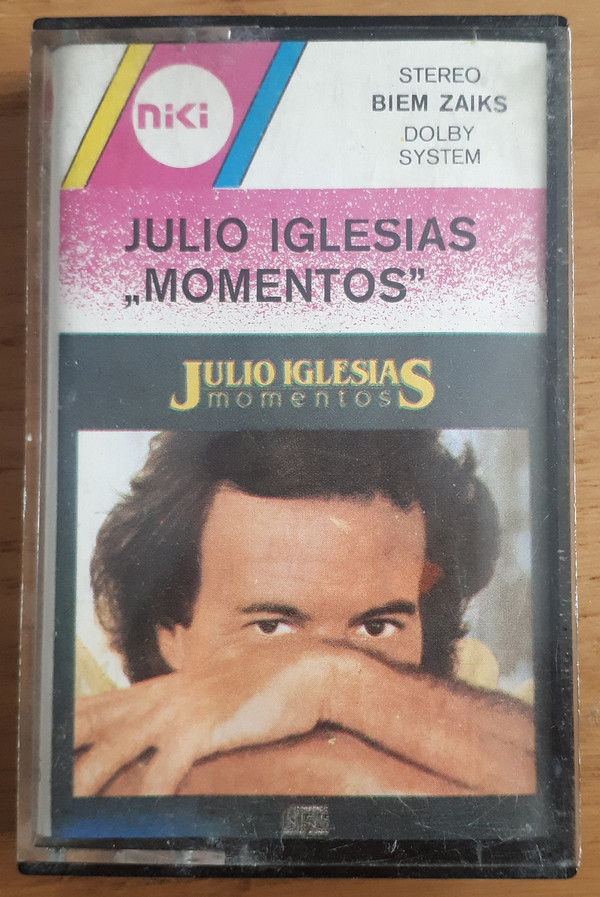 niki
STEREO
BIEM ZAIKS
DOLBY
SYSTEM
JULIO IGLESIAS
„MOMENTOS”
JULIO IGLESIAS
momentos